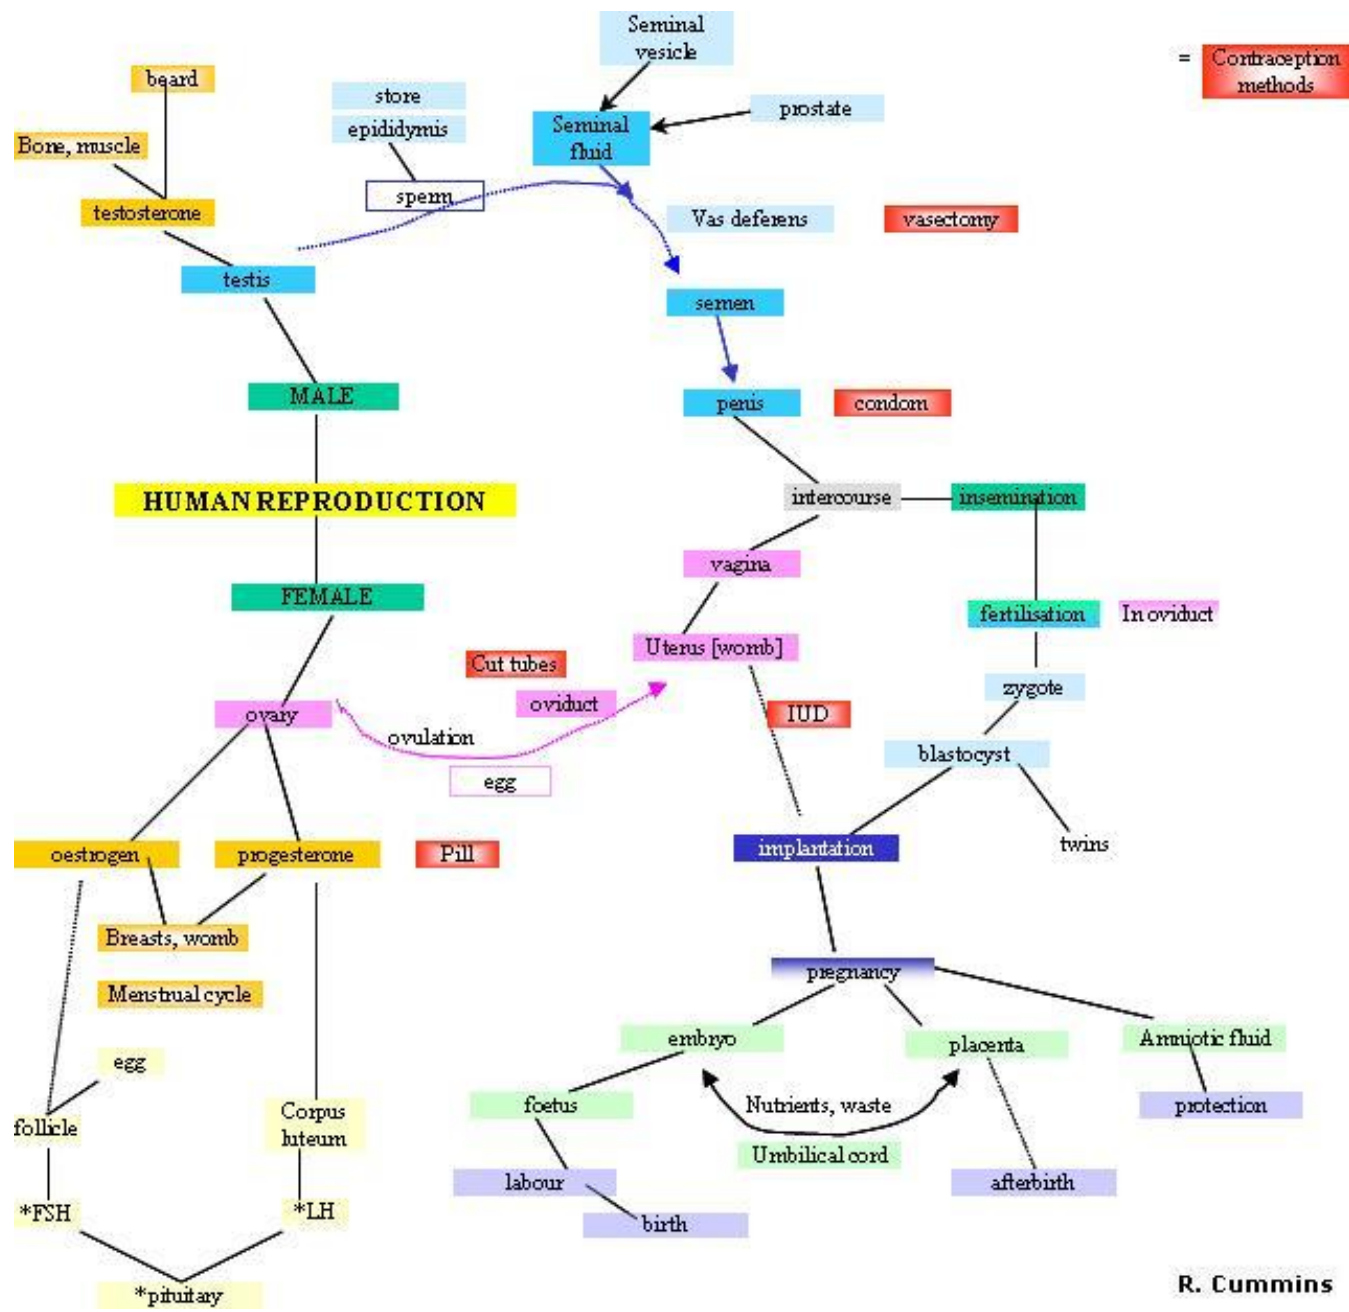 Seminal
vesicle
=
Contraception
methods
beard
store
prostate
Bone, muscle
epididymis
Seminal
fluid
sperm
testosterone
Vas deferens
vasectomy
testis
semen
MALE
penis
condom
HUMAN REPRODUCTION
intercourse
insemination
vagina
FEMALE
fertilisation
In oviduct
Uterus [womb]
Cut tubes
zygote
oviduct
IUD
ovary
ovulation
blastocyst
egg
oestrogen
progesterone
Pill
implantation
twins
Breasts, womb
pregnancy
Menstrual cycle
embryo
placenta
Amniotic fluid
egg
foetus
Nutrients, waste
protection
follicle
Corpus
luteum
Umbilical cord
labour
afterbirth
*FSH
*LH
birth
*pituitary
R. Cummins